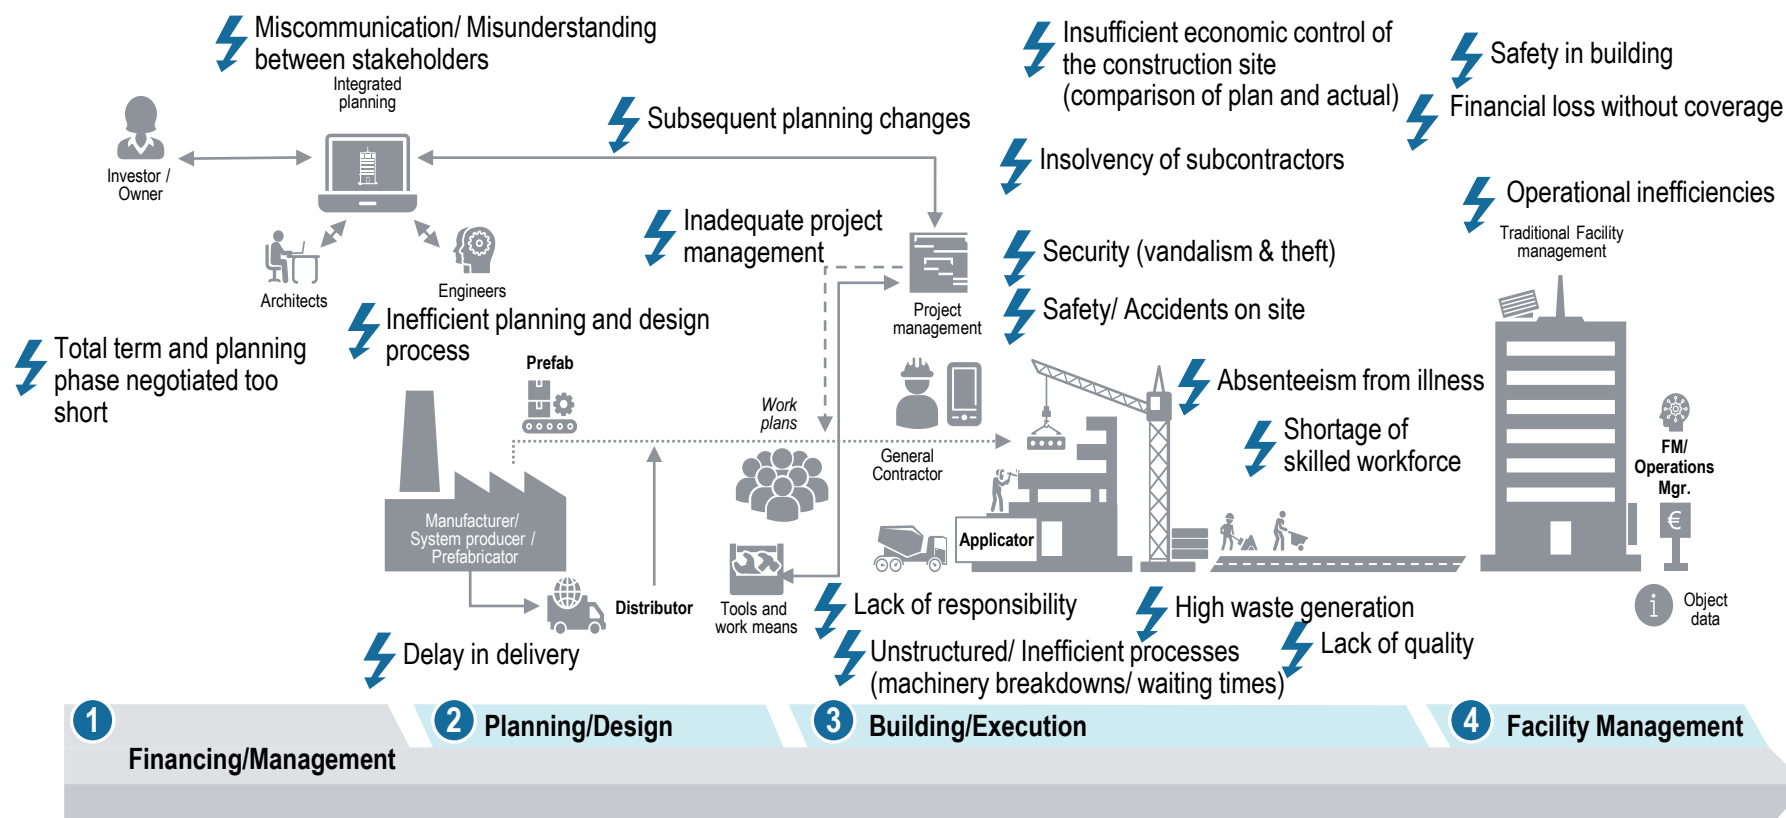 Miscommunication/ Misunderstanding
between stakeholders
Integrated
planning
Investor /
Owner
Architects
Engineers
Subsequent planning changes
Inadequate project
management
Inefficient planning and design
process
Total term and planning
phase negotiated too
short
Insufficient economic control of
the construction site
(comparison of plan and actual)
Insolvency of subcontractors
Security (vandalism & theft)
Safety/ Accidents on site
Safety in building
Financial loss without coverage
Operational inefficiencies
Traditional Facility
management
Project
management
Prefab
Work
plans
General
Contractor
Absenteeism from illness
Shortage of
skilled workforce
FM/
Operations
Mgr.
€
Manufacturer/
System producer /
Prefabricator
Applicator
Distributor
Tools and
work means
i
Object
data
Delay in delivery
Lack of responsibility
Unstructured/ Inefficient processes
(machinery breakdowns/ waiting times)
High waste generation
Lack of quality
1
Financing/Management
2 Planning/Design
3 Building/Execution
4 Facility Management